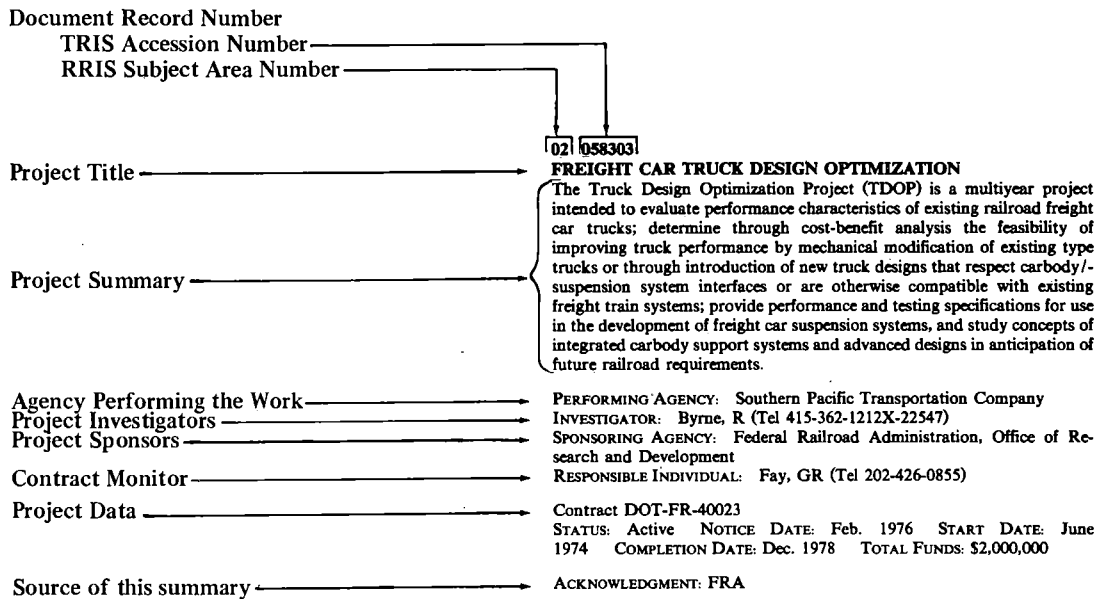 Document Record Number
TRIS Accession Number
RRIS Subject Area Number
02 058303
Project Title
FREIGHT CAR TRUCK DESIGN OPTIMIZATION
Project Summary
The Truck Design Optimization Project (TDOP) is a multiyear project
intended to evaluate performance characteristics of existing railroad freight
car trucks; determine through cost-benefit analysis the feasibility of
improving truck performance by mechanical modification of existing type
trucks or through introduction of new truck designs that respect carbody/-
suspension system interfaces or are otherwise compatible with existing
freight train systems; provide performance and testing specifications for use
in the development of freight car suspension systems, and study concepts of
integrated carbody support systems and advanced designs in anticipation of
future railroad requirements.
Agency Performing the Work
PERFORMING AGENCY: Southern Pacific Transportation Company
Project Investigators
INVESTIGATOR: Byrne, R (Tel 415-362-1212X-22547)
Project Sponsors
SPONSORING AGENCY: Federal Railroad Administration, Office of Re-
search and Development
Contract Monitor
RESPONSIBLE INDIVIDUAL: Fay, GR (Tel 202-426-0855)
Project Data
Contract DOT-FR-40023
STATUS: Active NOTICE DATE: Feb. 1976 START DATE: June
1974 COMPLETION DATE: Dec. 1978 TOTAL FUNDS: $2,000,000
Source of this summary
ACKNOWLEDGMENT: FRA